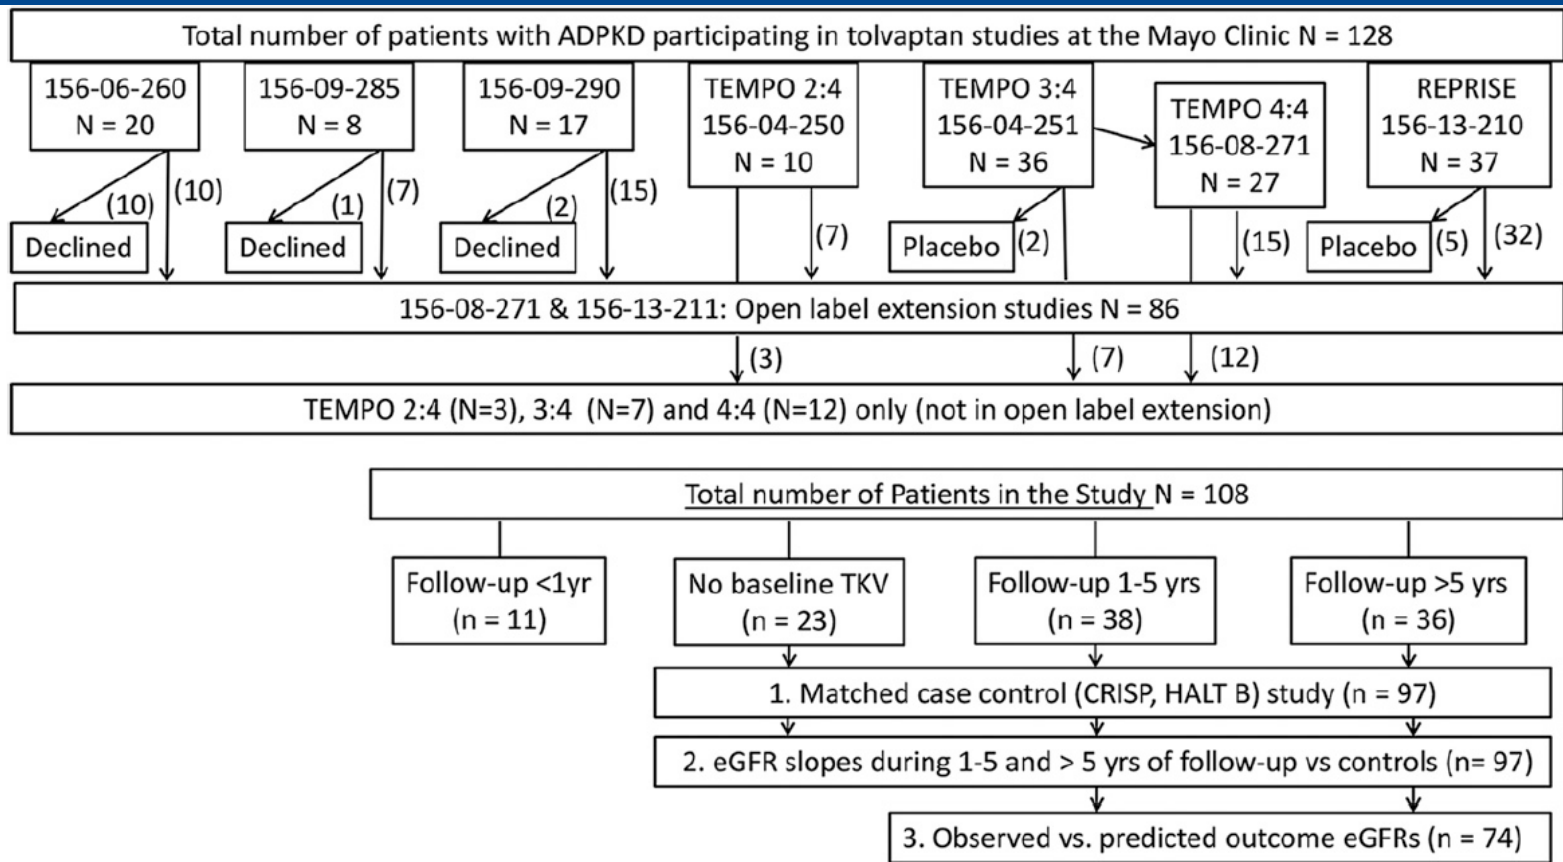 Total number of patients with ADPKD participating in tolvaptan studies at the Mayo Clinic N = 128
156-06-260
N = 20
156-09-285
N = 8
156-09-290
N = 17
TEMPO 2:4
156-04-250
N = 10
TEMPO 3:4
156-04-251
N = 36
TEMPO 4:4
156-08-271
N = 27
REPRISE
156-13-210
N = 37
(10)
(10)
Declined
(1)
(7)
Declined
(2)
(15)
Declined
(7)
Placebo
(2)
(15)
Placebo
(5)
(32)
156-08-271 & 156-13-211: Open label extension studies N = 86
(3)
(7)
(12)
TEMPO 2:4 (N=3), 3:4 (N=7) and 4:4 (N=12) only (not in open label extension)
Total number of Patients in the Study N = 108
Follow-up <1yr
(n = 11)
No baseline TKV
(n = 23)
Follow-up 1-5 yrs
(n = 38)
Follow-up >5 yrs
(n = 36)
1. Matched case control (CRISP, HALT B) study (n = 97)
2. eGFR slopes during 1-5 and > 5 yrs of follow-up vs controls (n= 97)
3. Observed vs. predicted outcome eGFRs (n = 74)